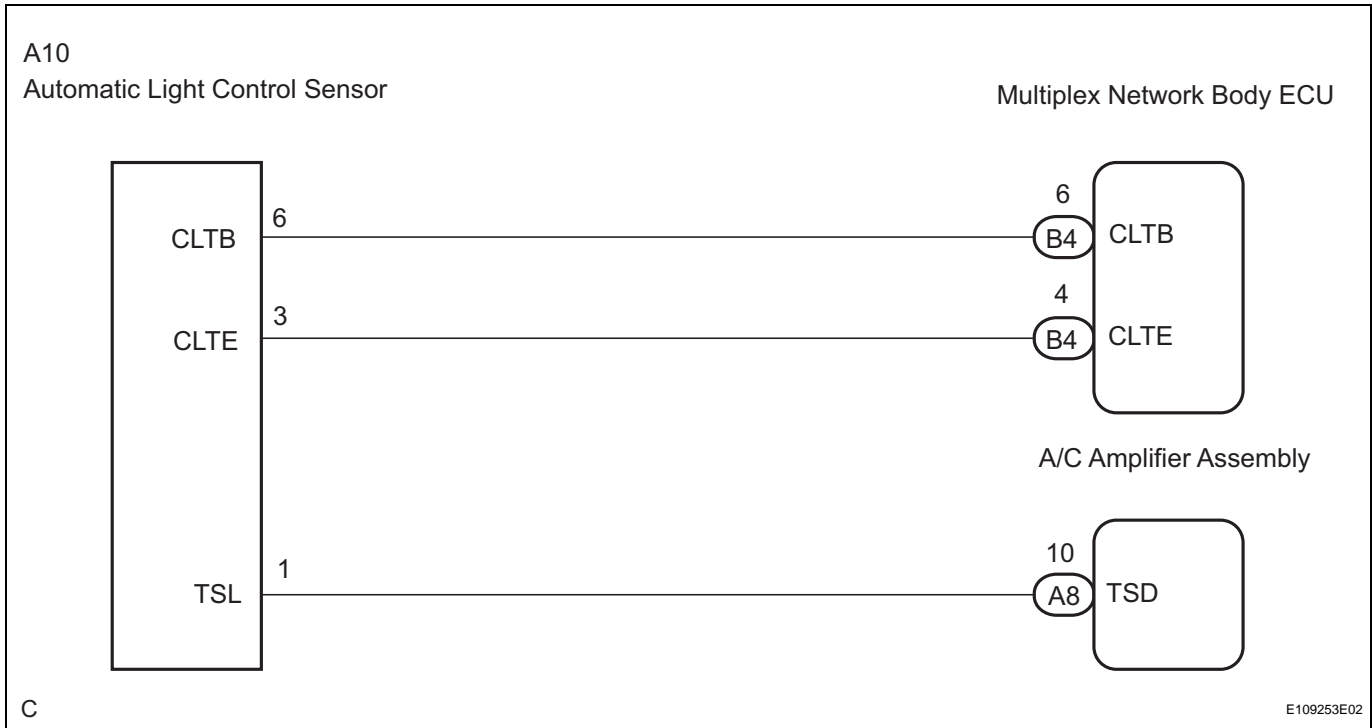 A10
Automatic Light Control Sensor
Multiplex Network Body ECU
CLTB
6
6
B4
CLTB
CLTE
3
4
B4
CLTE
A/C Amplifier Assembly
TSL
1
10
A8
TSD
C
E109253E02